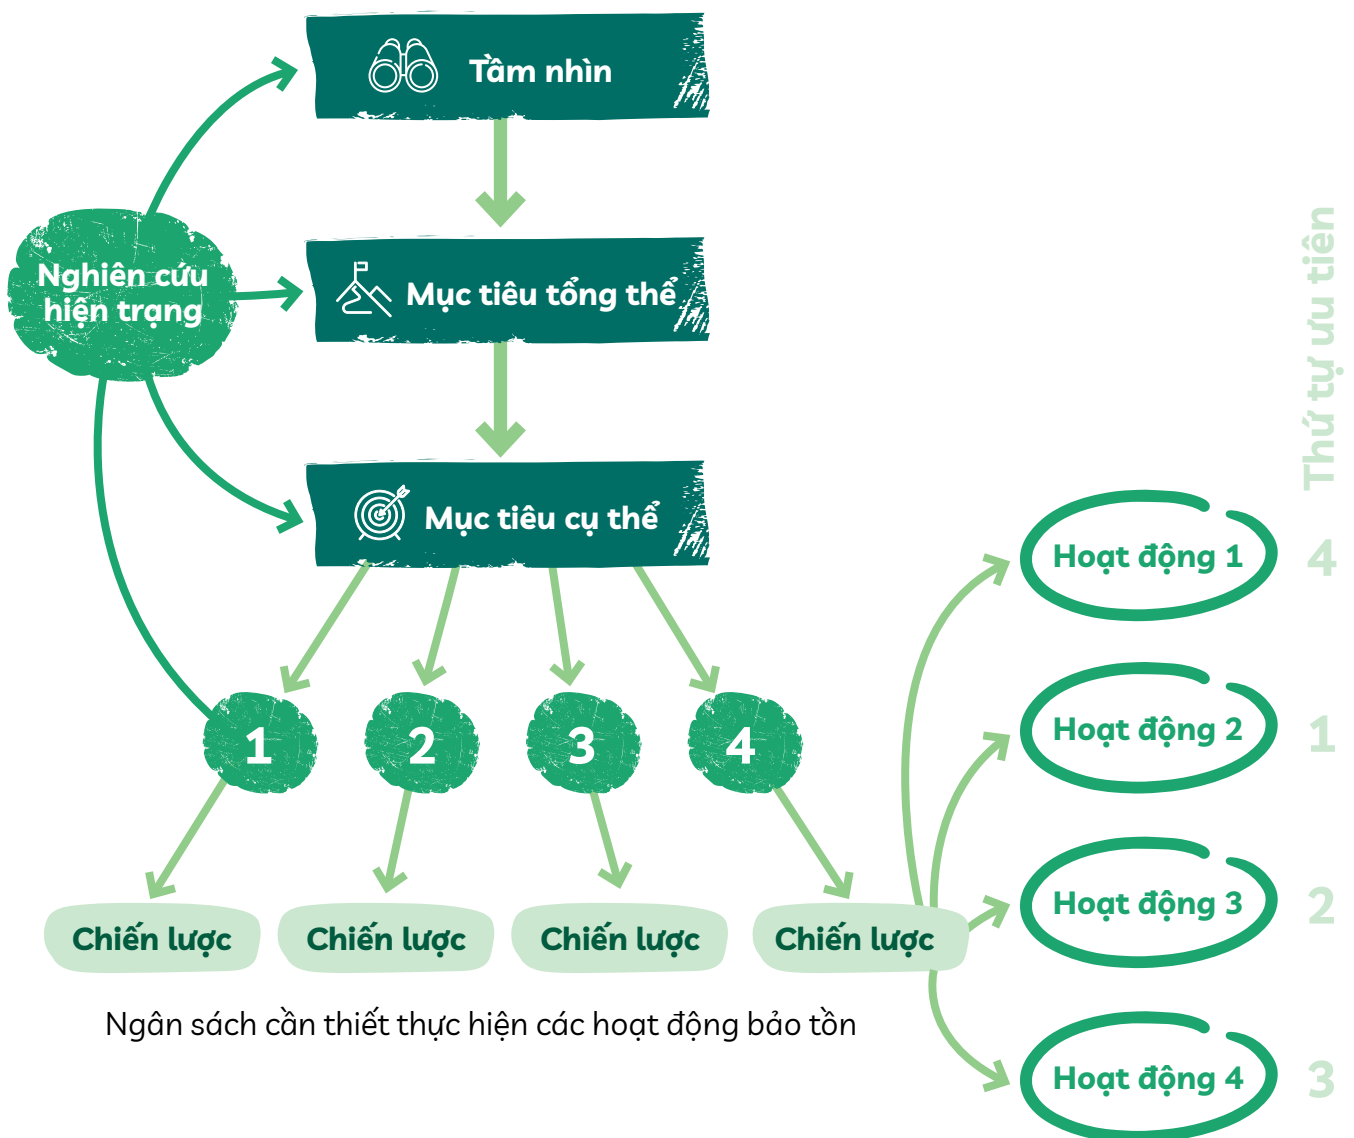 Tầm nhìn
Nghiên cứu
hiện trạng
Mục tiêu tổng thể
Mục tiêu cụ thể
1
2
3
4
Chiến lược
Chiến lược
Chiến lược
Chiến lược
Ngân sách cần thiết thực hiện các hoạt động bảo tồn
Thứ tự ưu tiên
Hoạt động 1
4
Hoạt động 2
1
Hoạt động 3
2
Hoạt động 4
3